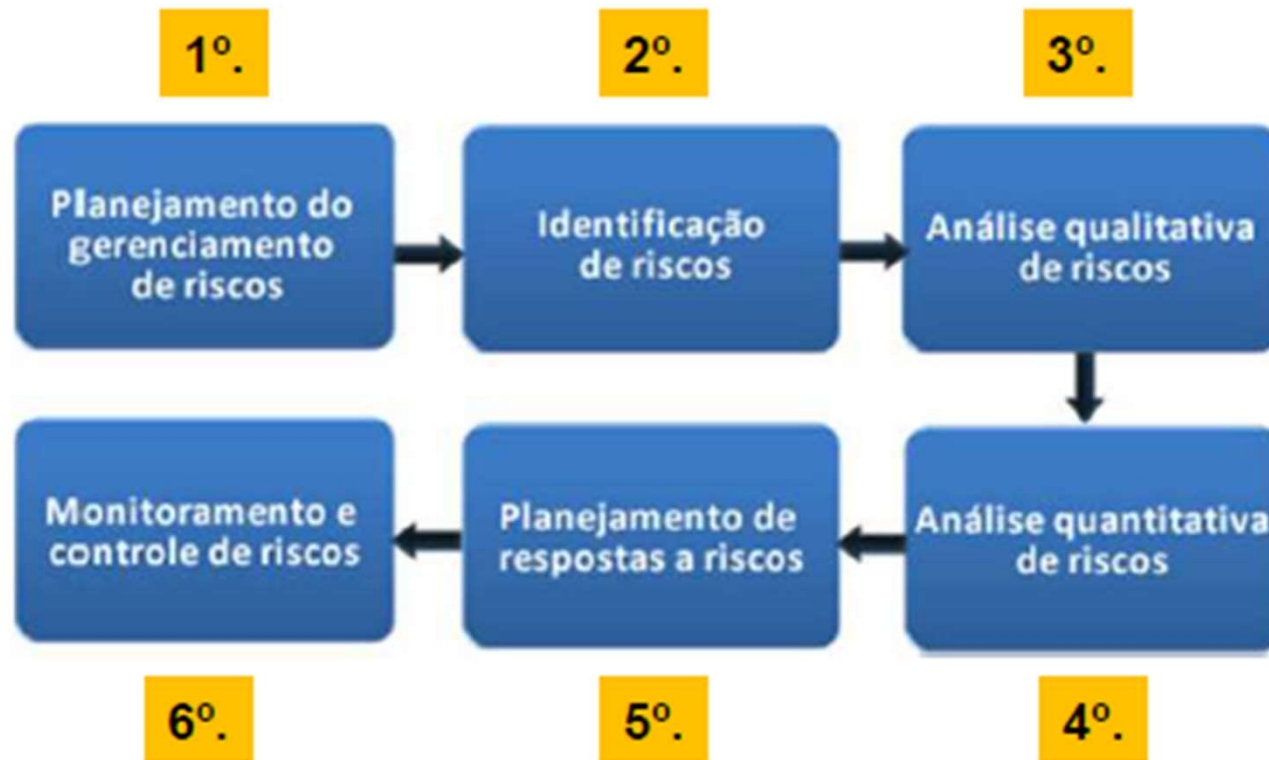 1º.
2º.
3º.
Planejamento do
gerenciamento
de riscos
Identificação
de riscos
Análise qualitativa
de riscos
Monitoramento e
controle de riscos
Planejamento de
respostas a riscos
Análise quantitativa
de riscos
6º.
5º.
4º.